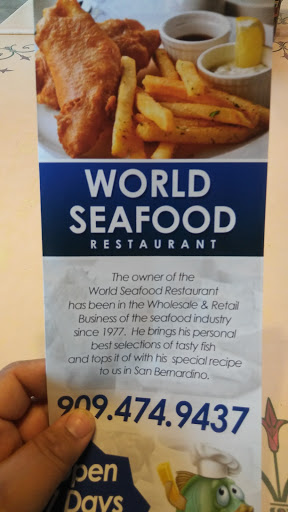 WORLD
SEAFOOD
RESTAURANT
The owner of the
World Seafood Restaurant
has been in the Wholesale & Retail
Business of the seafood industry
since 1977. He brings his personal
best selections of tasty fish
and tops it of with his special recipe
to us in San Bernardino.
909.474.9437
pen
Days